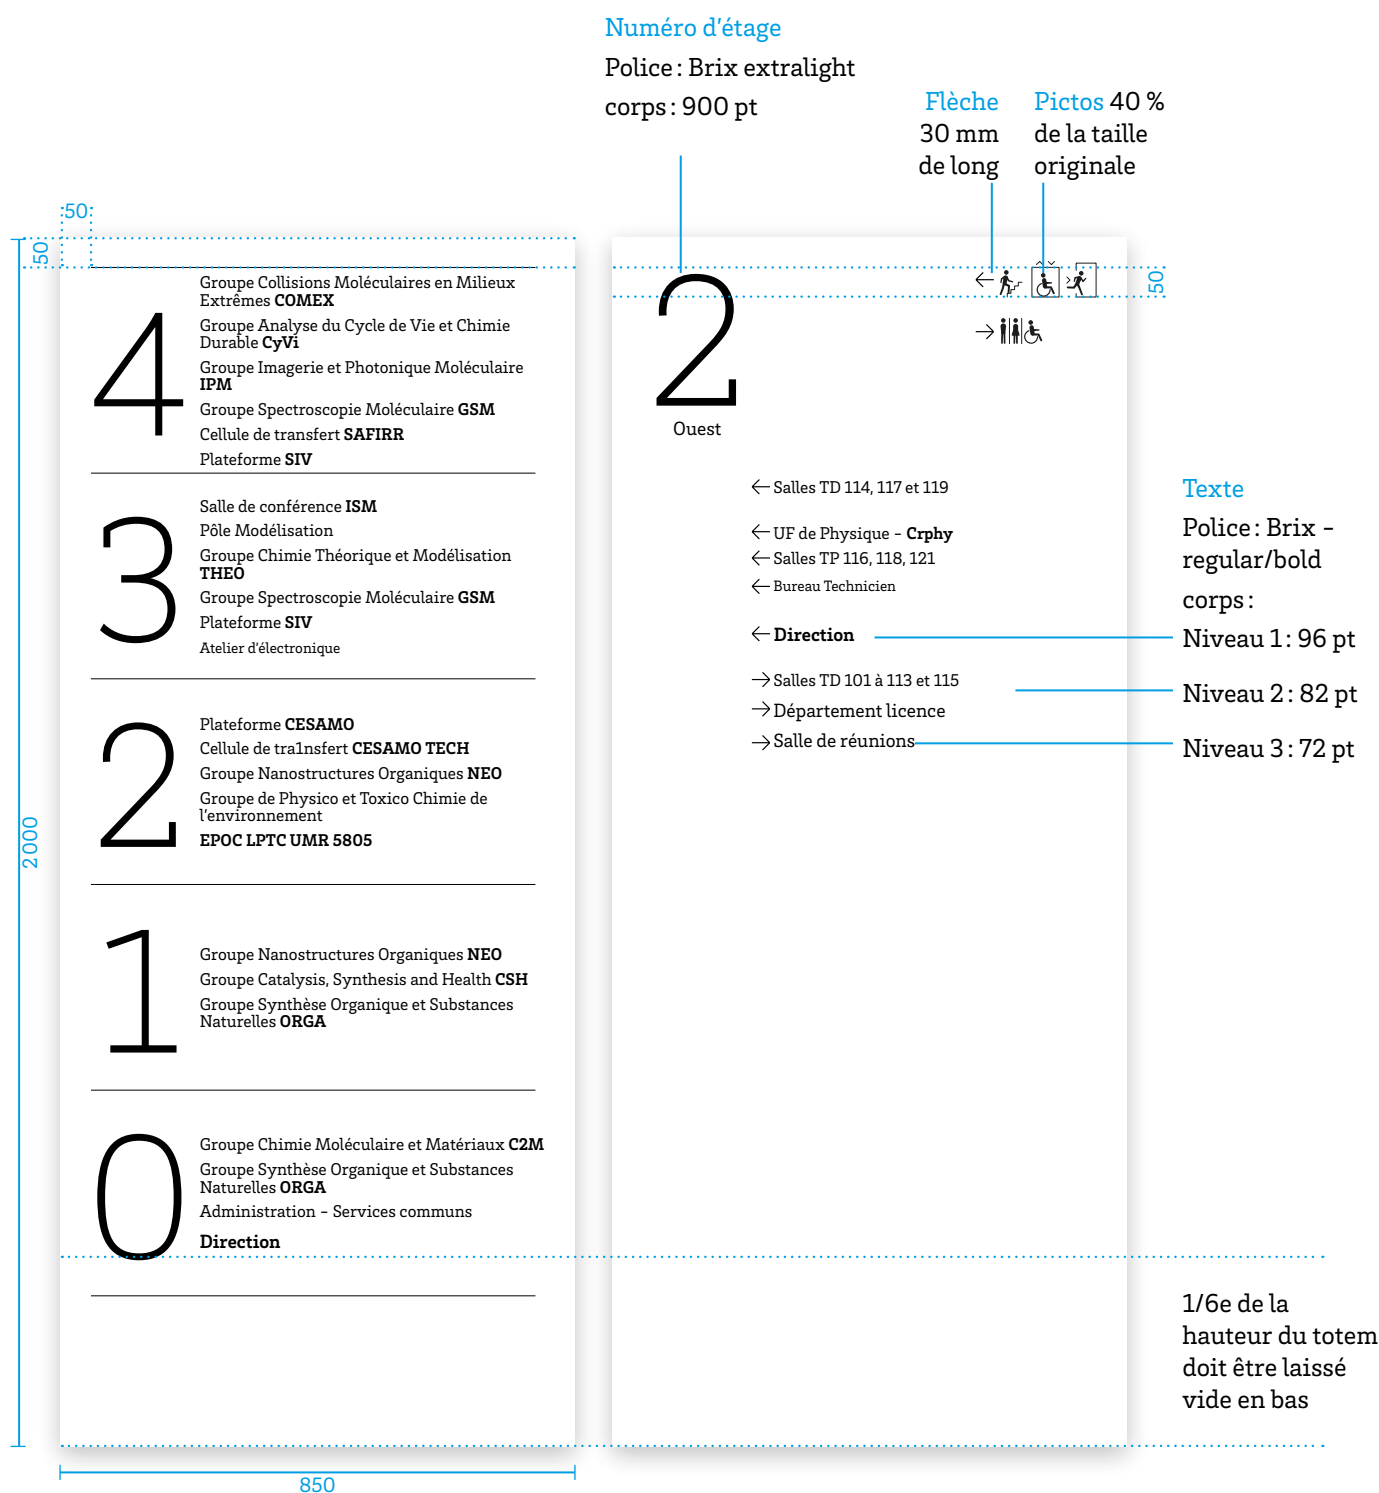 Numéro d'étage
Police : Brix extralight
corps : 900 pt
Flèche
30 mm
de long
Pictos 40 %
de la taille
originale
50
50
2000
850
4
Groupe Collisions Moléculaires en Milieux
Extrêmes COMEX
Groupe Analyse du Cycle de Vie et Chimie
Durable CyVi
Groupe Imagerie et Photonique Moléculaire
IPM
Groupe Spectroscopie Moléculaire GSM
Cellule de transfert SAFIRR
Plateforme SIV
3
Salle de conférence ISM
Pôle Modélisation
Groupe Chimie Théorique et Modélisation
THEO
Groupe Spectroscopie Moléculaire GSM
Plateforme SIV
Atelier d'électronique
2
Plateforme CESAMO
Cellule de tra1nsfert CESAMO TECH
Groupe Nanostructures Organiques NEO
Groupe de Physico et Toxico Chimie de
l'environnement
EPOC LPTC UMR 5805
1
Groupe Nanostructures Organiques NEO
Groupe Catalysis, Synthesis and Health CSH
Groupe Synthèse Organique et Substances
Naturelles ORGA
0
Groupe Chimie Moléculaire et Matériaux C2M
Groupe Synthèse Organique et Substances
Naturelles ORGA
Administration – Services communs
Direction
2
Ouest
50
← Salles TD 114, 117 et 119
← UF de Physique – Crphy
← Salles TP 116, 118, 121
← Bureau Technicien
← Direction
→ Salles TD 101 à 113 et 115
→ Département licence
→ Salle de réunions
Texte
Police : Brix –
regular/bold
corps :
Niveau 1 : 96 pt
Niveau 2 : 82 pt
Niveau 3 : 72 pt
1/6e de la
hauteur du totem
doit être laissé
vide en bas